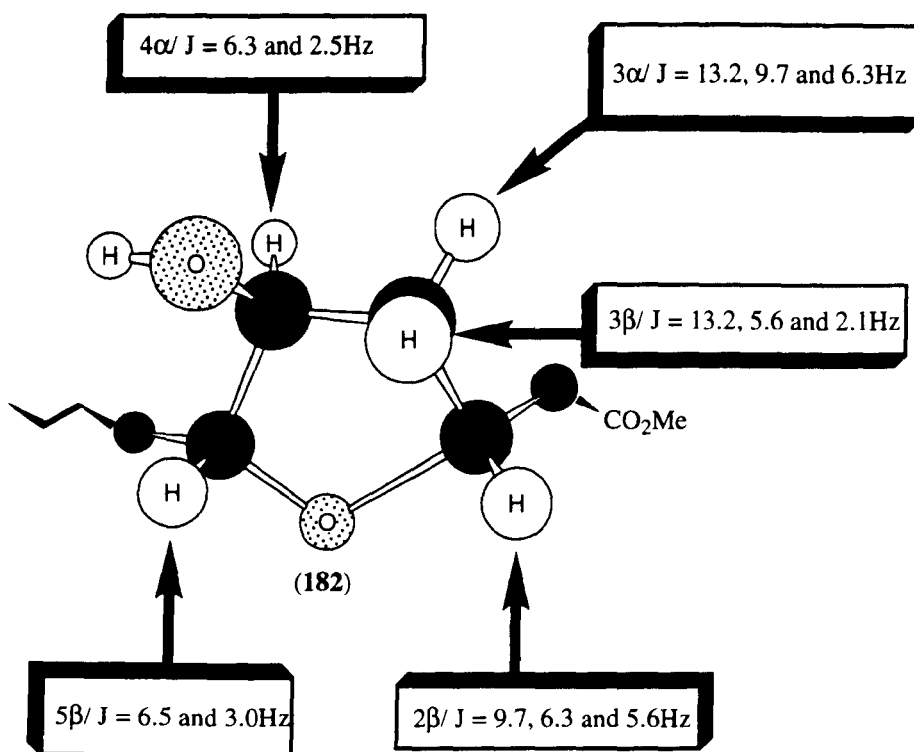 4α/ J = 6.3 and 2.5Hz
3α/ J = 13.2, 9.7 and 6.3Hz
H
H
H
O
H
3β/ J = 13.2, 5.6 and 2.1Hz
CO₂Me
H
H
O
(182)
5β/ J = 6.5 and 3.0Hz
2β/ J = 9.7, 6.3 and 5.6Hz